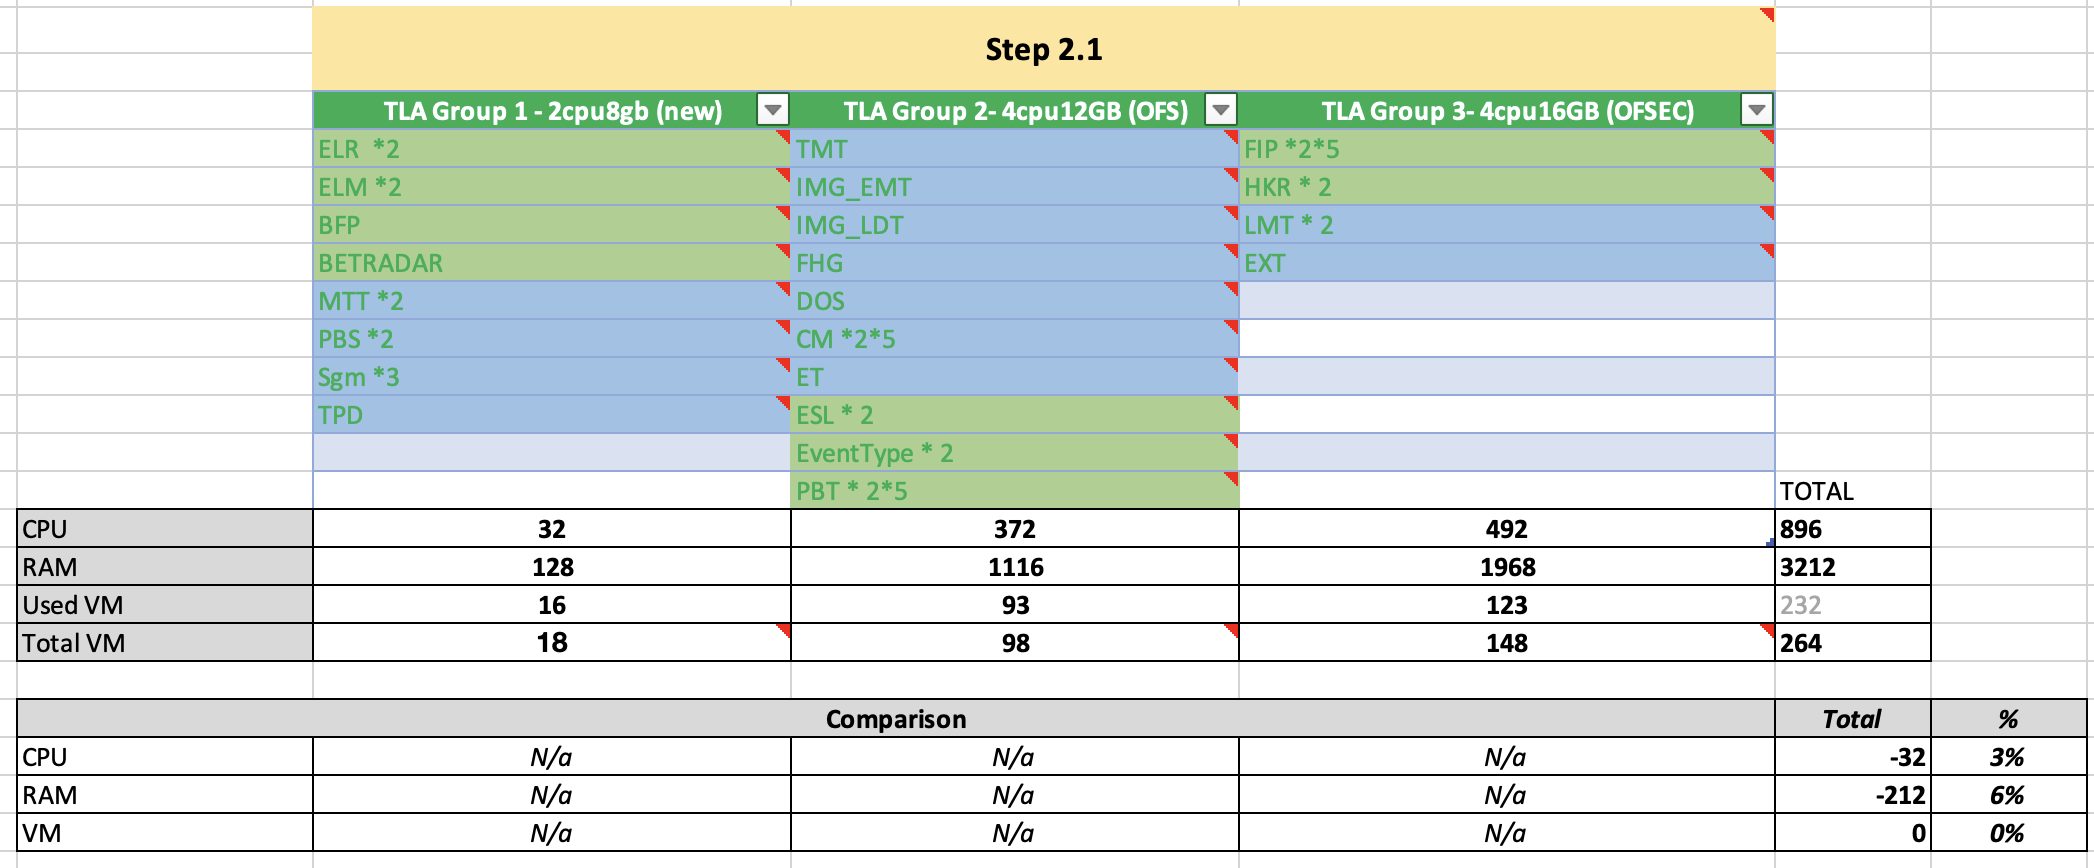 Step 2.1
TLA Group 1 - 2cpu8gb (new) TLA Group 2- 4cpu12GB (OFS) TLA Group 3- 4cpu16GB (OFSEC)
ELR *2 TMT FIP *2*5
ELM *2 IMG_EMT HKR * 2
BFP IMG_LDT LMT * 2
BETRADAR FHG EXT
MTT *2 DOS
PBS *2 CM *2*5
Sgm *3 ET
TPD ESL * 2
EventType * 2
PBT * 2*5 TOTAL
CPU 32 372 492 896
RAM 128 1116 1968 3212
Used VM 16 93 123 232
Total VM 18 98 148 264
Comparison Total %
CPU N/a N/a N/a -32 3%
RAM N/a N/a N/a -212 6%
VM N/a N/a N/a 0 0%